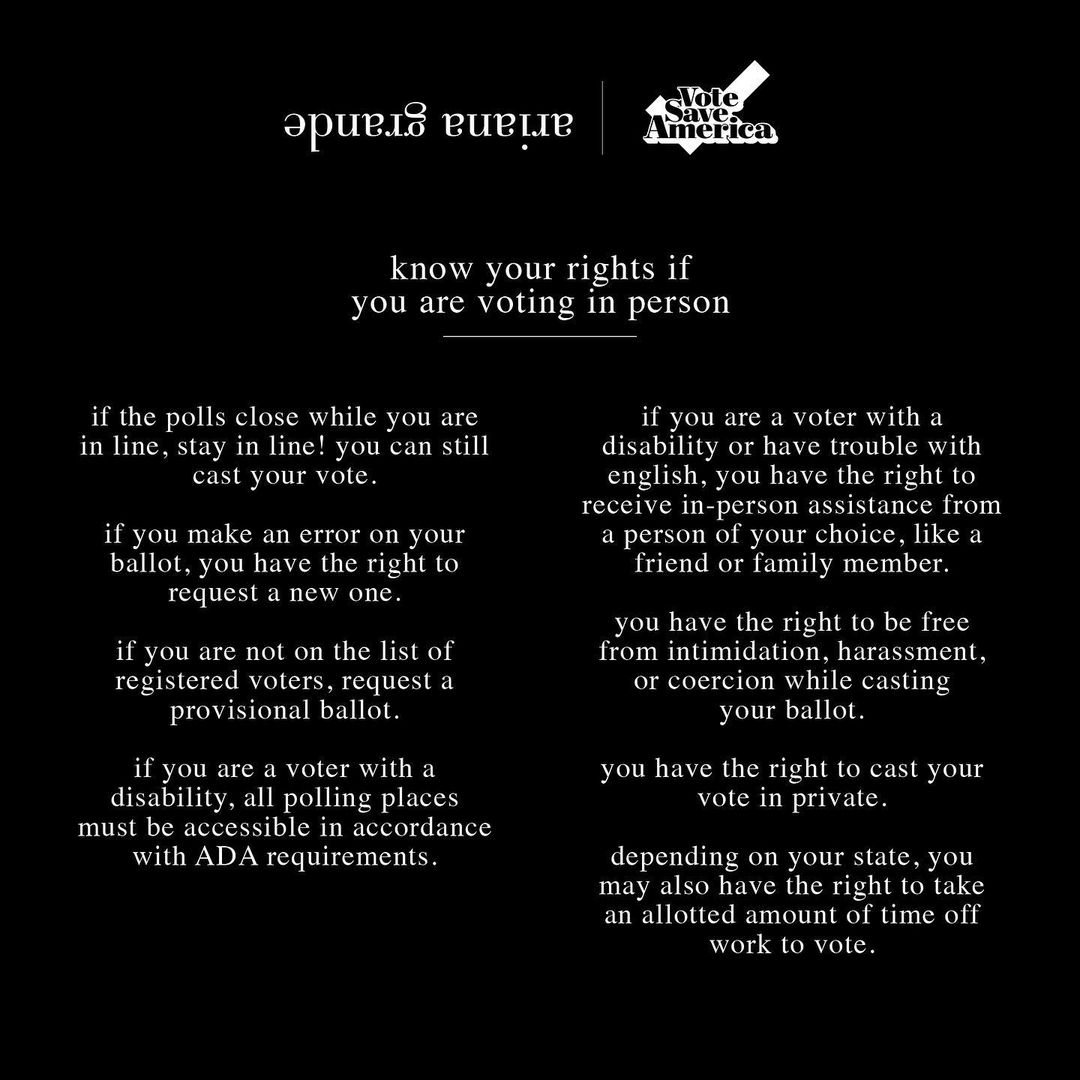 ariana grande
Vote
Save
America
know your rights if
you are voting in person
if the polls close while you are
in line, stay in line! you can still
cast your vote.
if you make an error on your
ballot, you have the right to
request a new one.
if you are not on the list of
registered voters, request a
provisional ballot.
if you are a voter with a
disability, all polling places
must be accessible in accordance
with ADA requirements.
if you are a voter with a
disability or have trouble with
english, you have the right to
receive in-person assistance from
a person of your choice, like a
friend or family member.
you have the right to be free
from intimidation, harassment,
or coercion while casting
your ballot.
you have the right to cast your
vote in private.
depending on your state, you
may also have the right to take
an allotted amount of time off
work to vote.